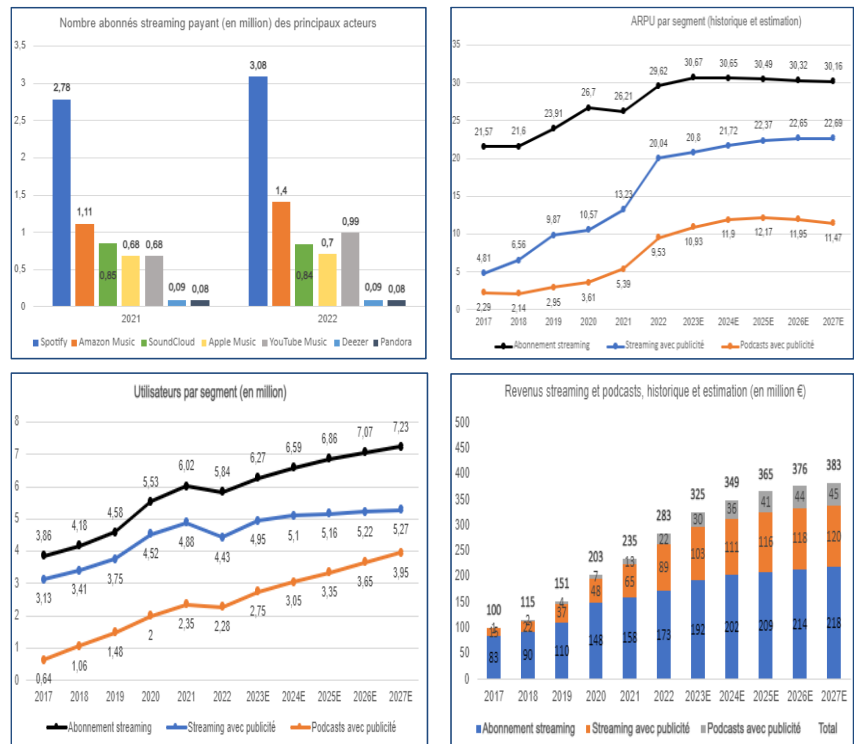 Nombre abonnés streaming payant (en million) des principaux acteurs
3,5
3
2,5
2
1,5
1
0,5
0
2,78
1,11
0,85
0,68
0,68
0,09
0,08
3,08
1,4
0,84
0,7
0,99
0,09
0,08
2021
2022
Spotify Amazon Music SoundCloud Apple Music YouTube Music Deezer Pandora
ARPU par segment (historique et estimation)
35
30
25
20
15
10
5
0
21,57 21,6 23,91 26,7 26,21 29,62 30,67 30,65 30,49 30,32 30,16
4,81 6,56 9,87 10,57 13,23 20,04 20,8 21,72 22,37 22,65 22,69
2,29 2,14 2,95 3,61 5,39 9,53 10,93 11,9 12,17 11,95 11,47
2017 2018 2019 2020 2021 2022 2023E 2024E 2025E 2026E 2027E
Abonnement streaming Streaming avec publicité Podcasts avec publicité
Utilisateurs par segment (en million)
8
7
6
5
4
3
2
1
0
3,86 4,18 4,58 5,53 6,02 5,84 6,27 6,59 6,86 7,07 7,23
3,13 3,41 3,75 4,52 4,88 4,43 4,95 5,1 5,16 5,22 5,27
0,64 1,06 1,48 2 2,35 2,28 2,75 3,05 3,35 3,65 3,95
2017 2018 2019 2020 2021 2022 2023E 2024E 2025E 2026E 2027E
Abonnement streaming Streaming avec publicité Podcasts avec publicité
Revenus streaming et podcasts, historique et estimation (en million €)
500
450
400
350
300
250
200
150
100
50
0
100 115 151 203 235 283 325 349 365 376 383
2 4 7 13 22 30 36 41 44 45
22 37 48 65 89 103 111 116 118 120
83 90 110 148 158 173 192 202 209 214 218
2017 2018 2019 2020 2021 2022 2023E 2024E 2025E 2026E 2027E
Abonnement streaming Streaming avec publicité Podcasts avec publicité Total